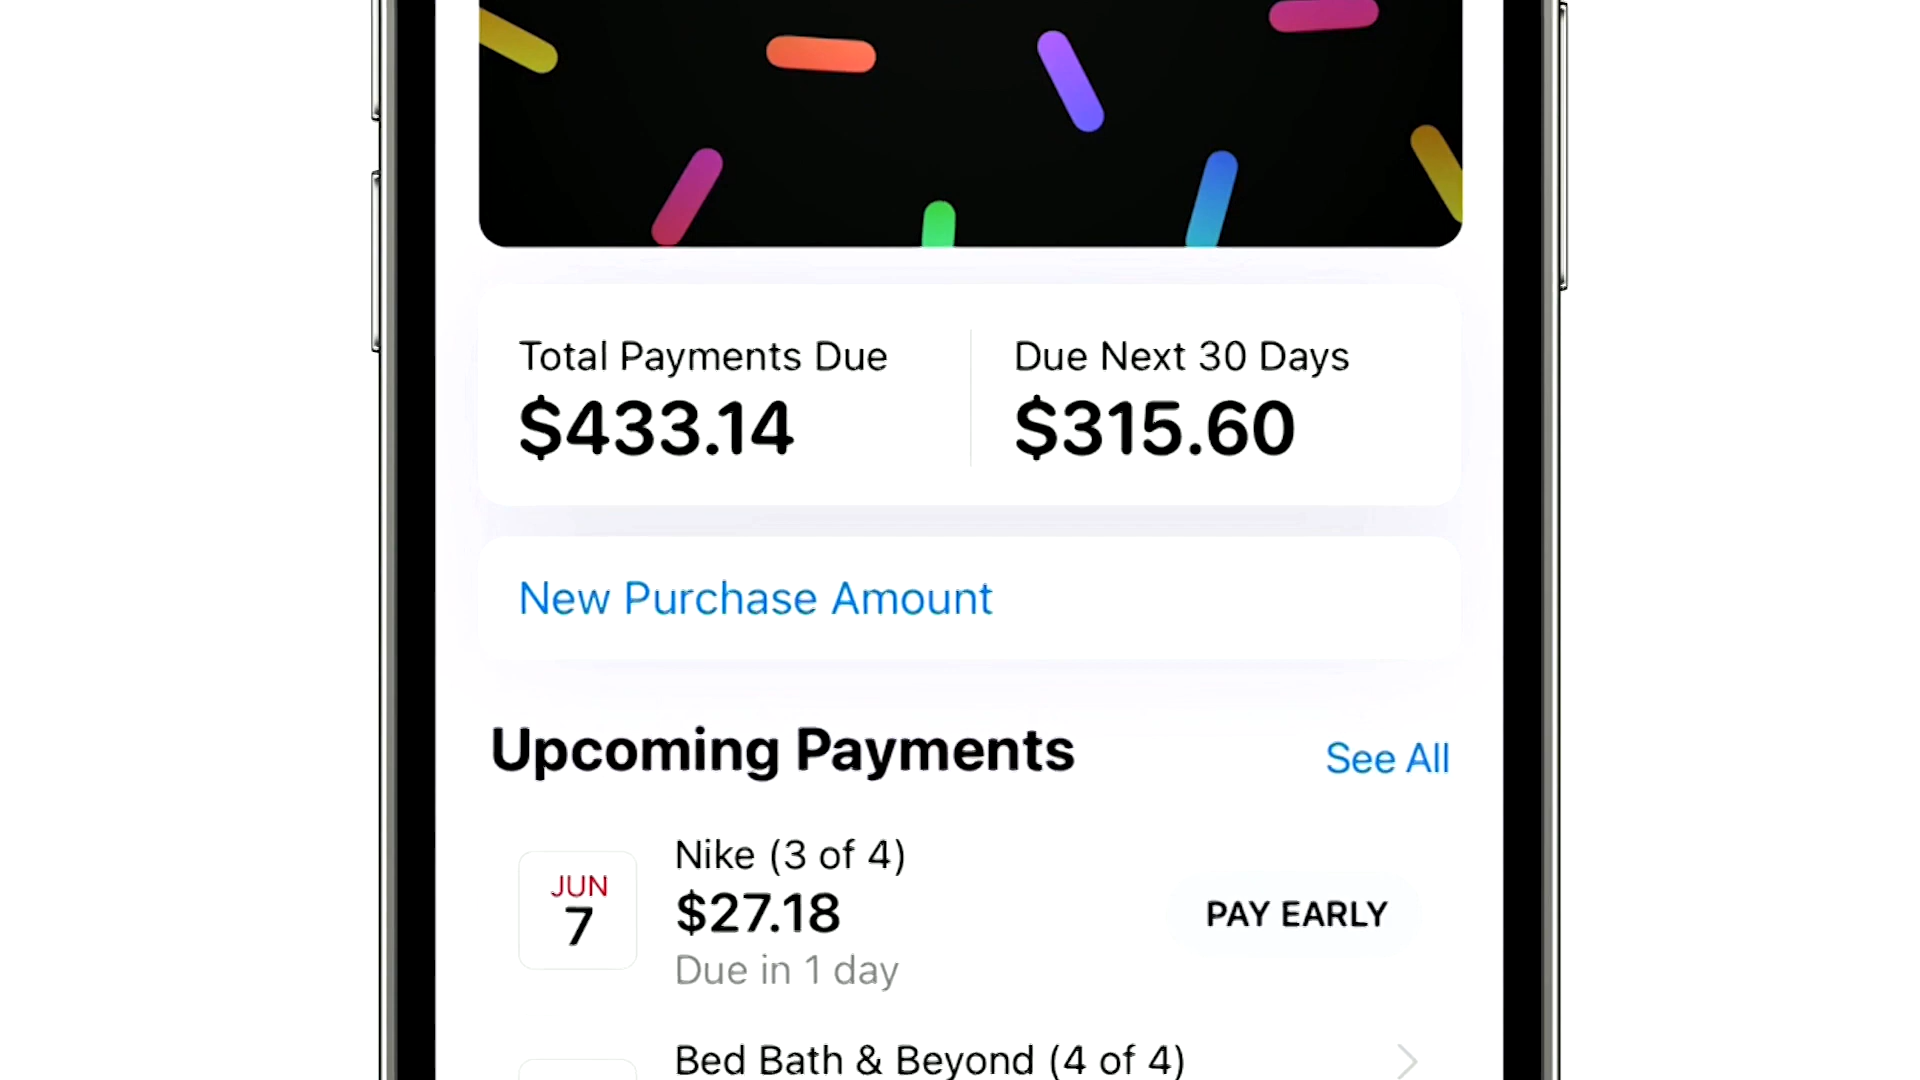 Total Payments Due
$433.14
Due Next 30 Days
$315.60
New Purchase Amount
Upcoming Payments
See All
JUN
7
Nike (3 of 4)
$27.18
Due in 1 day
PAY EARLY
Bed Bath & Beyond (4 of 4)